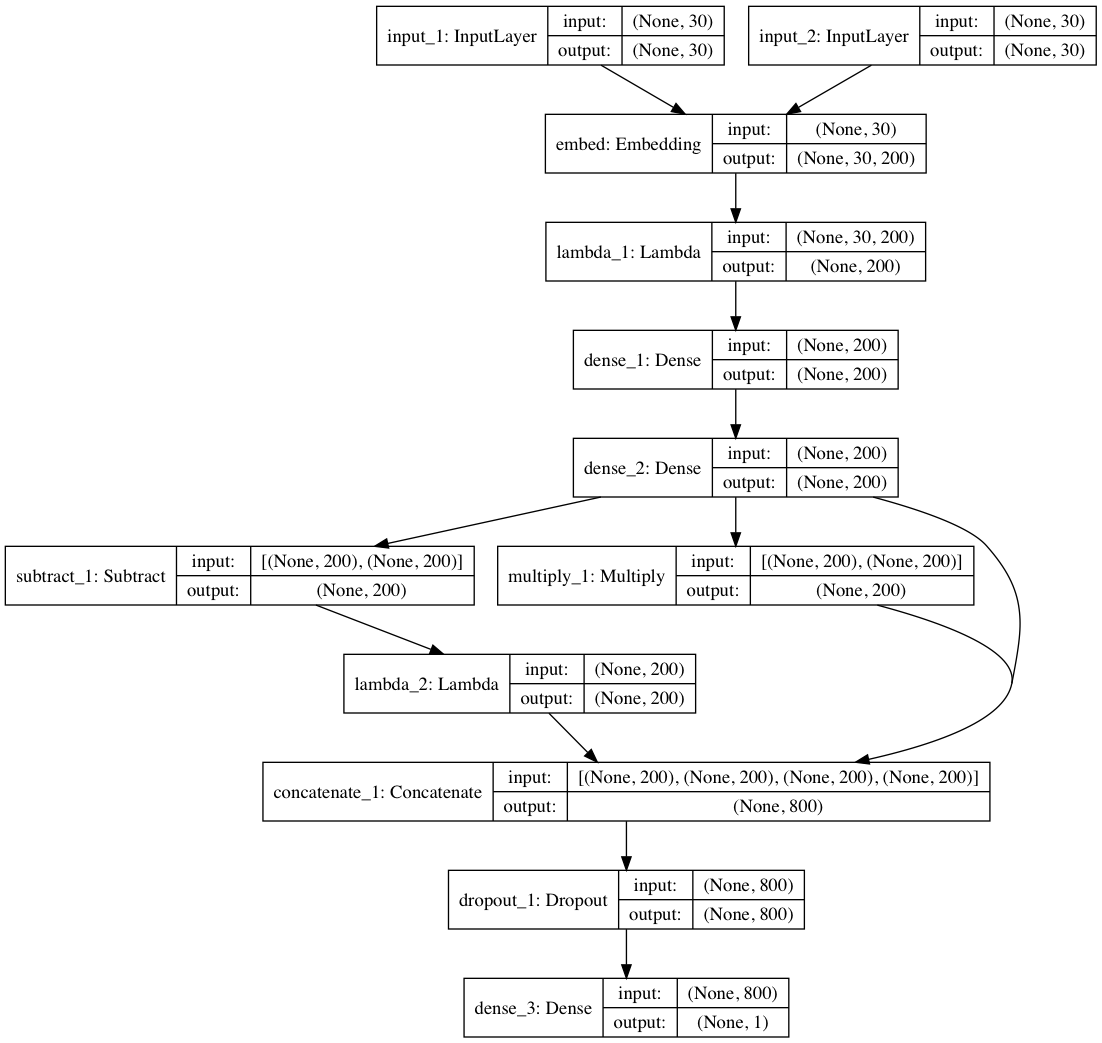 input_1: InputLayer
input: (None, 30)
output: (None, 30)
input_2: InputLayer
input: (None, 30)
output: (None, 30)
embed: Embedding
input: (None, 30)
output: (None, 30, 200)
lambda_1: Lambda
input: (None, 30, 200)
output: (None, 200)
dense_1: Dense
input: (None, 200)
output: (None, 200)
dense_2: Dense
input: (None, 200)
output: (None, 200)
subtract_1: Subtract
input: [(None, 200), (None, 200)]
output: (None, 200)
multiply_1: Multiply
input: [(None, 200), (None, 200)]
output: (None, 200)
lambda_2: Lambda
input: (None, 200)
output: (None, 200)
concatenate_1: Concatenate
input: [(None, 200), (None, 200), (None, 200), (None, 200)]
output: (None, 800)
dropout_1: Dropout
input: (None, 800)
output: (None, 800)
dense_3: Dense
input: (None, 800)
output: (None, 1)